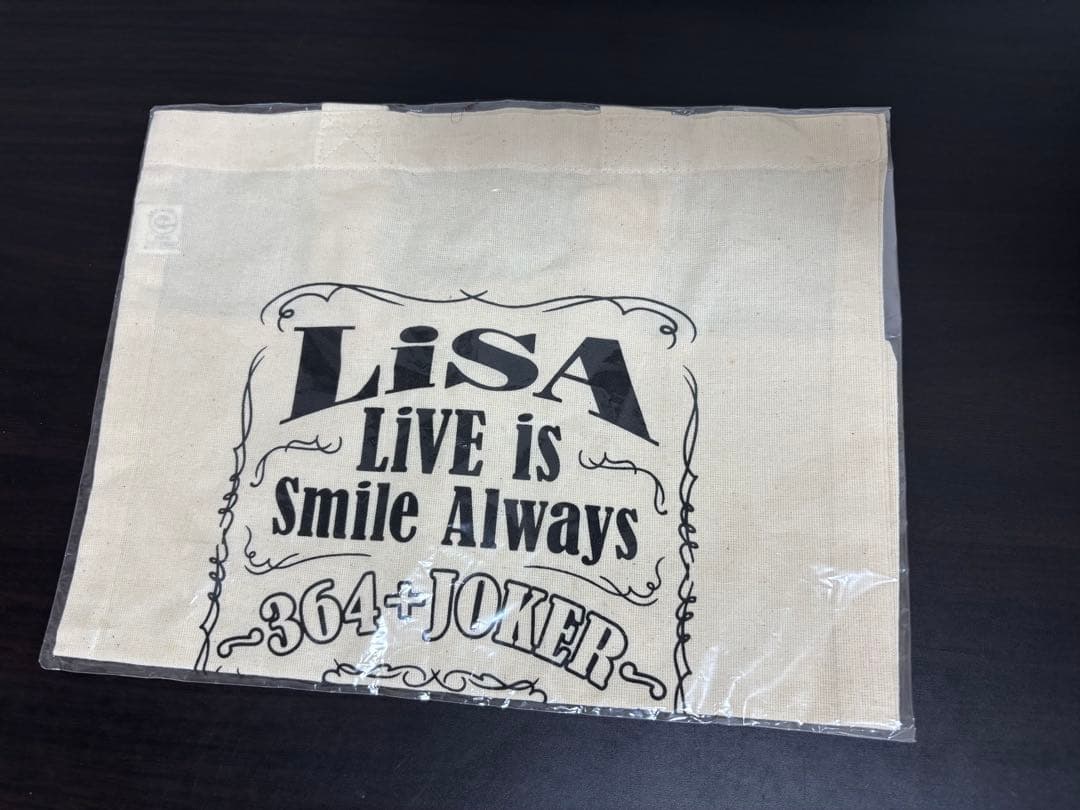 LiSA
LiVE is
Smile Always
~364+JOKER~